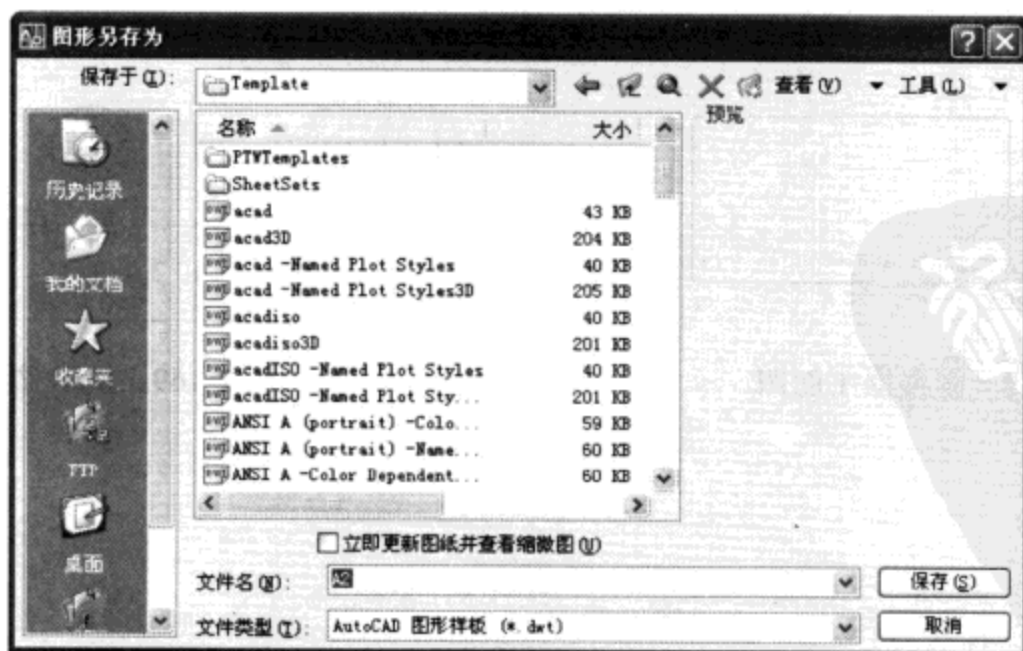 图形另存为
保存于(I):
Template
查看(V)
工具(L)
预览
名称
大小
PTWTemplates
SheetSets
acad 43 KB
acad3D 204 KB
acad -Named Plot Styles 40 KB
acad -Named Plot Styles3D 205 KB
acadiso 40 KB
acadiso3D 201 KB
acadISO -Named Plot Styles 40 KB
acadISO -Named Plot Sty... 201 KB
ANSI A (portrait) -Colo... 59 KB
ANSI A (portrait) -Name... 60 KB
ANSI A -Color Dependent... 60 KB
历史记录
我的文档
收藏夹
FTP
桌面
立即更新图纸并查看缩微图(U)
文件名(N):
A2
保存(S)
文件类型(T):
AutoCAD 图形样板 (*.dwt)
取消